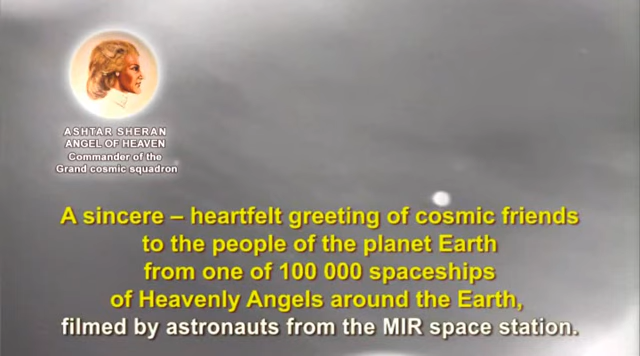 ASHTAR SHERAN
ANGEL OF HEAVEN
Commander of the
Grand cosmic squadron
A sincere – heartfelt greeting of cosmic friends
to the people of the planet Earth
from one of 100 000 spaceships
of Heavenly Angels around the Earth,
filmed by astronauts from the MIR space station.